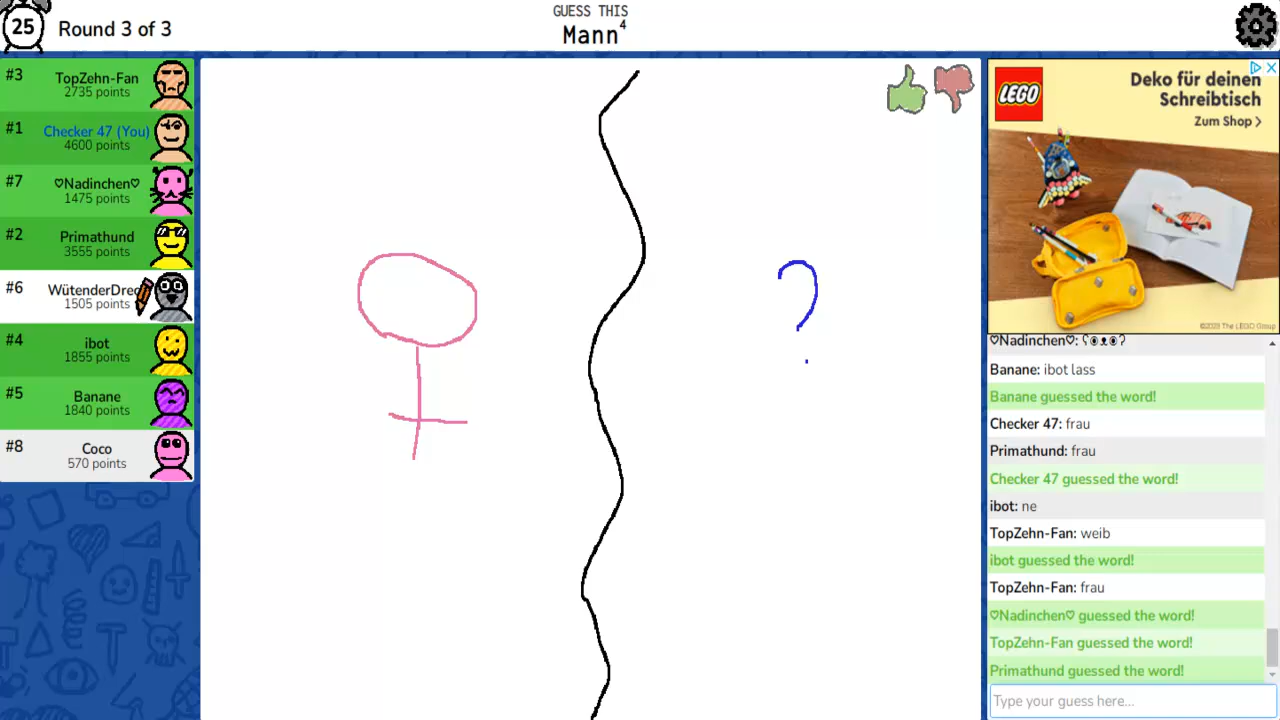 25
Round 3 of 3
GUESS THIS
Mann4
#3 TopZehn-Fan
2735 points
#1 Checker 47 (You)
4600 points
#7 ♡Nadinchen♡
1475 points
#2 Primathund
3555 points
#6 WütenderDrec
1505 points
#4 ibot
1855 points
#5 Banane
1840 points
#8 Coco
570 points
?
LEGO
Deko für deinen
Schreibtisch
Zum Shop >
©2023 The LEGO Group
♡Nadinchen♡: ʕ◉ᴥ◉ʔ
Banane: ibot lass
Banane guessed the word!
Checker 47: frau
Primathund: frau
Checker 47 guessed the word!
ibot: ne
TopZehn-Fan: weib
ibot guessed the word!
TopZehn-Fan: frau
♡Nadinchen♡ guessed the word!
TopZehn-Fan guessed the word!
Primathund guessed the word!
Type your guess here...